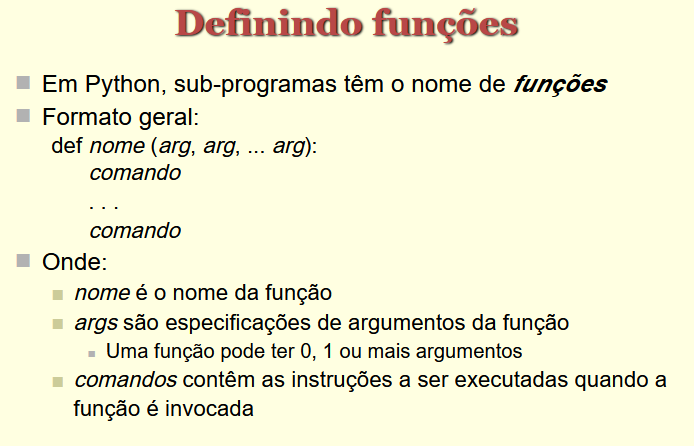 Definindo funções
Em Python, sub-programas têm o nome de funções
Formato geral:
def nome (arg, arg, ... arg):
comando
. . .
comando
Onde:
nome é o nome da função
args são especificações de argumentos da função
Uma função pode ter 0, 1 ou mais argumentos
comandos contêm as instruções a ser executadas quando a
função é invocada